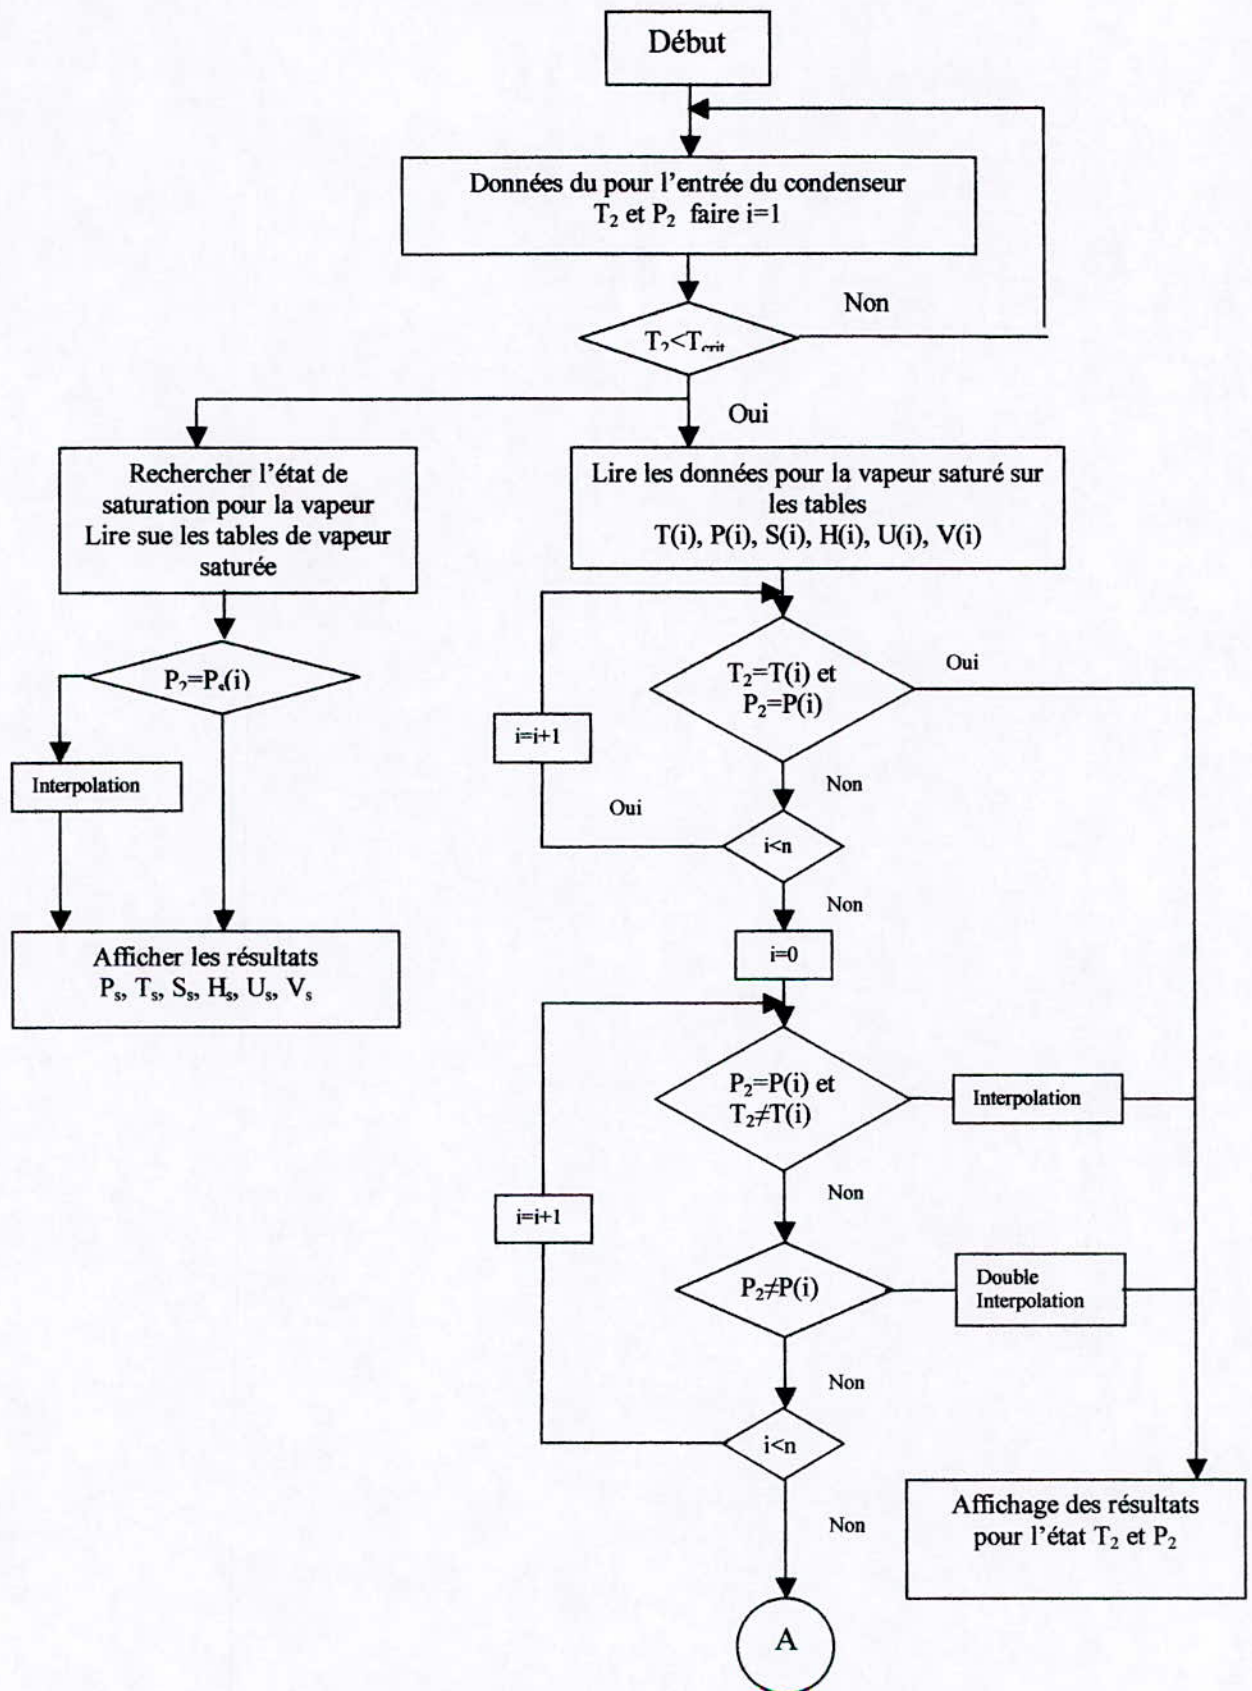 Début
Données du pour l'entrée du condenseur
T₂ et P₂ faire i=1
Non
T₂<T_crit
Oui
Rechercher l'état de
saturation pour la vapeur
Lire sue les tables de vapeur
saturée
Lire les données pour la vapeur saturé sur
les tables
T(i), P(i), S(i), H(i), U(i), V(i)
P₂=Pₛ(i)
T₂=T(i) et
P₂=P(i)
Oui
i=i+1
Interpolation
Non
Oui
i<n
Non
Afficher les résultats
Pₛ, Tₛ, Sₛ, Hₛ, Uₛ, Vₛ
i=0
P₂=P(i) et
T₂≠T(i)
Interpolation
Non
i=i+1
P₂≠P(i)
Double
Interpolation
Non
i<n
Non
Affichage des résultats
pour l'état T₂ et P₂
A